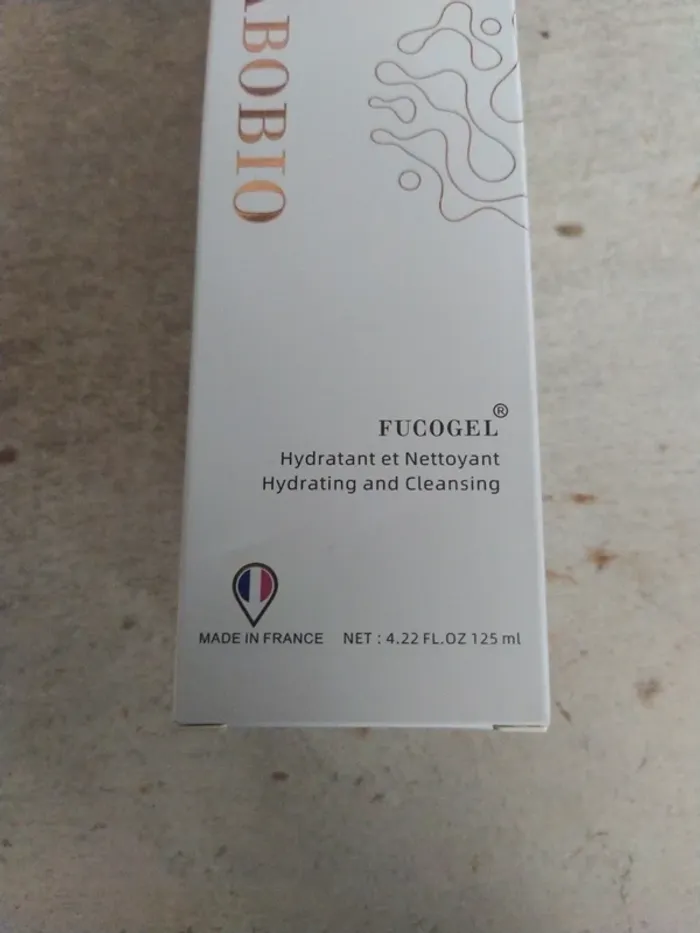 ABOBIO
FUCOGEL®
Hydratant et Nettoyant
Hydrating and Cleansing
MADE IN FRANCE NET : 4.22 FL.OZ 125 ml